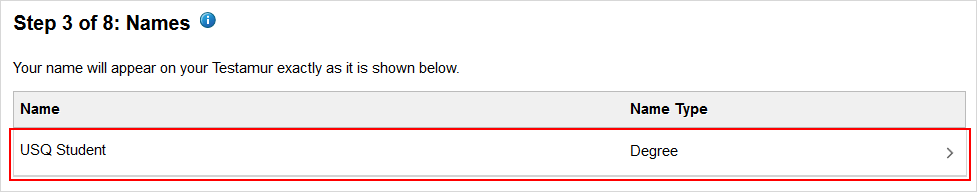 Step 3 of 8: Names
Your name will appear on your Testamur exactly as it is shown below.
Name Name Type
USQ Student Degree